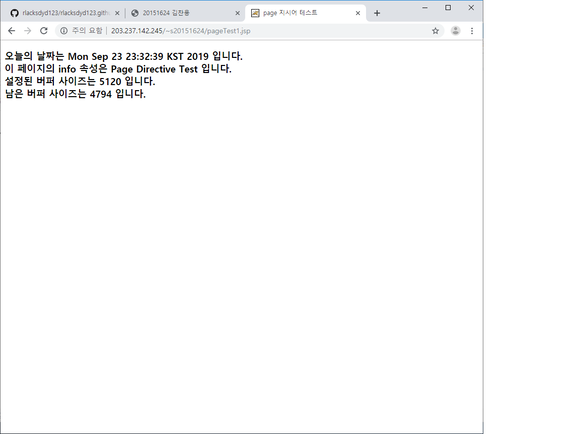 rlacksdyd123/rlacksdyd123.gith
20151624 김찬용
page 지시어 테스트
주의 요함
203.237.142.245/~s20151624/pageTest1.jsp
오늘의 날짜는 Mon Sep 23 23:32:39 KST 2019 입니다.
이 페이지의 info 속성은 Page Directive Test 입니다.
설정된 버퍼 사이즈는 5120 입니다.
남은 버퍼 사이즈는 4794 입니다.